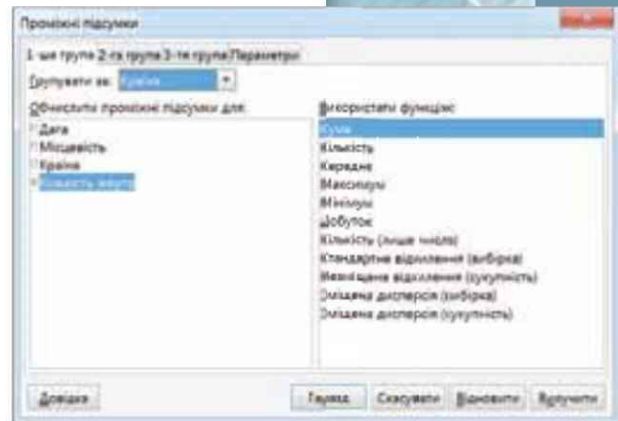 Проміжні підсумки
1-ша група 2-га група 3-тя група Параметри
Групувати за: Країна
Обчислити проміжні підсумки для:
Дата
Місцевість
Країна
Кількість жертв
Використати функцію:
Сума
Кількість
Середнє
Максимум
Мінімум
Добуток
Кількість (лише числа)
Стандартне відхилення (вибірка)
відхилення (сукупність)
Зміщена дисперсія (вибірка)
Зміщена дисперсія (сукупність)
Довідка
Гаразд
Скасувати
Відновити
Вилучити